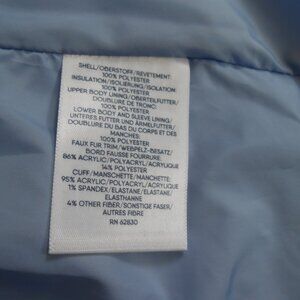 SHELL/OBERSTOFF/REVETEMENT:
100% POLYESTER
INSULATION/ISOLIERUNG/ISOLATION:
100% POLYESTER
UPPER BODY LINING/OBERTEILFUTTER/
DOUBLURE DE TRONC:
100% POLYESTER
LOWER BODY AND SLEEVE LINING/
UNTERES FUTTER UND ARMELFUTTER/
DOUBLURE DU BAS DU CORPS ET DES
MANCHES:
100% POLYESTER
FAUX FUR TRIM/WEBPELZ-BESATZ/
BORD FAUSSE FOURRURE:
86% ACRYLIC/POLYACRYL/ACRYLIQUE
14% POLYESTER
CUFF/MANSCHETTE/MANCHETTE:
95% ACRYLIC/POLYACRYL/ACRYLIQUE
1% SPANDEX/ELASTANE/ELASTAN/
ELASTHANNE
4% OTHER FIBER/SONSTIGE FASER/
AUTRES FIBRE
RN 62830